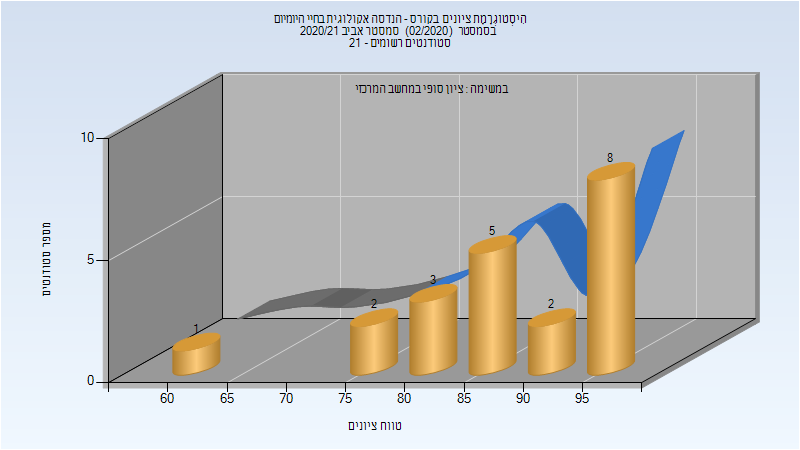 היסטוגרמת ציונים בקורס - הנדסה אקולוגית בחיי היומיום
בסמסטר (02/2020) סמסטר אביב 2020/21
סטודנטים רשומים - 21
במשימה : ציון סופי במחשב המרכזי
מספר סטודנטים
10
5
0
1
2
3
5
2
8
60
65
70
75
80
85
90
95
טווח ציונים